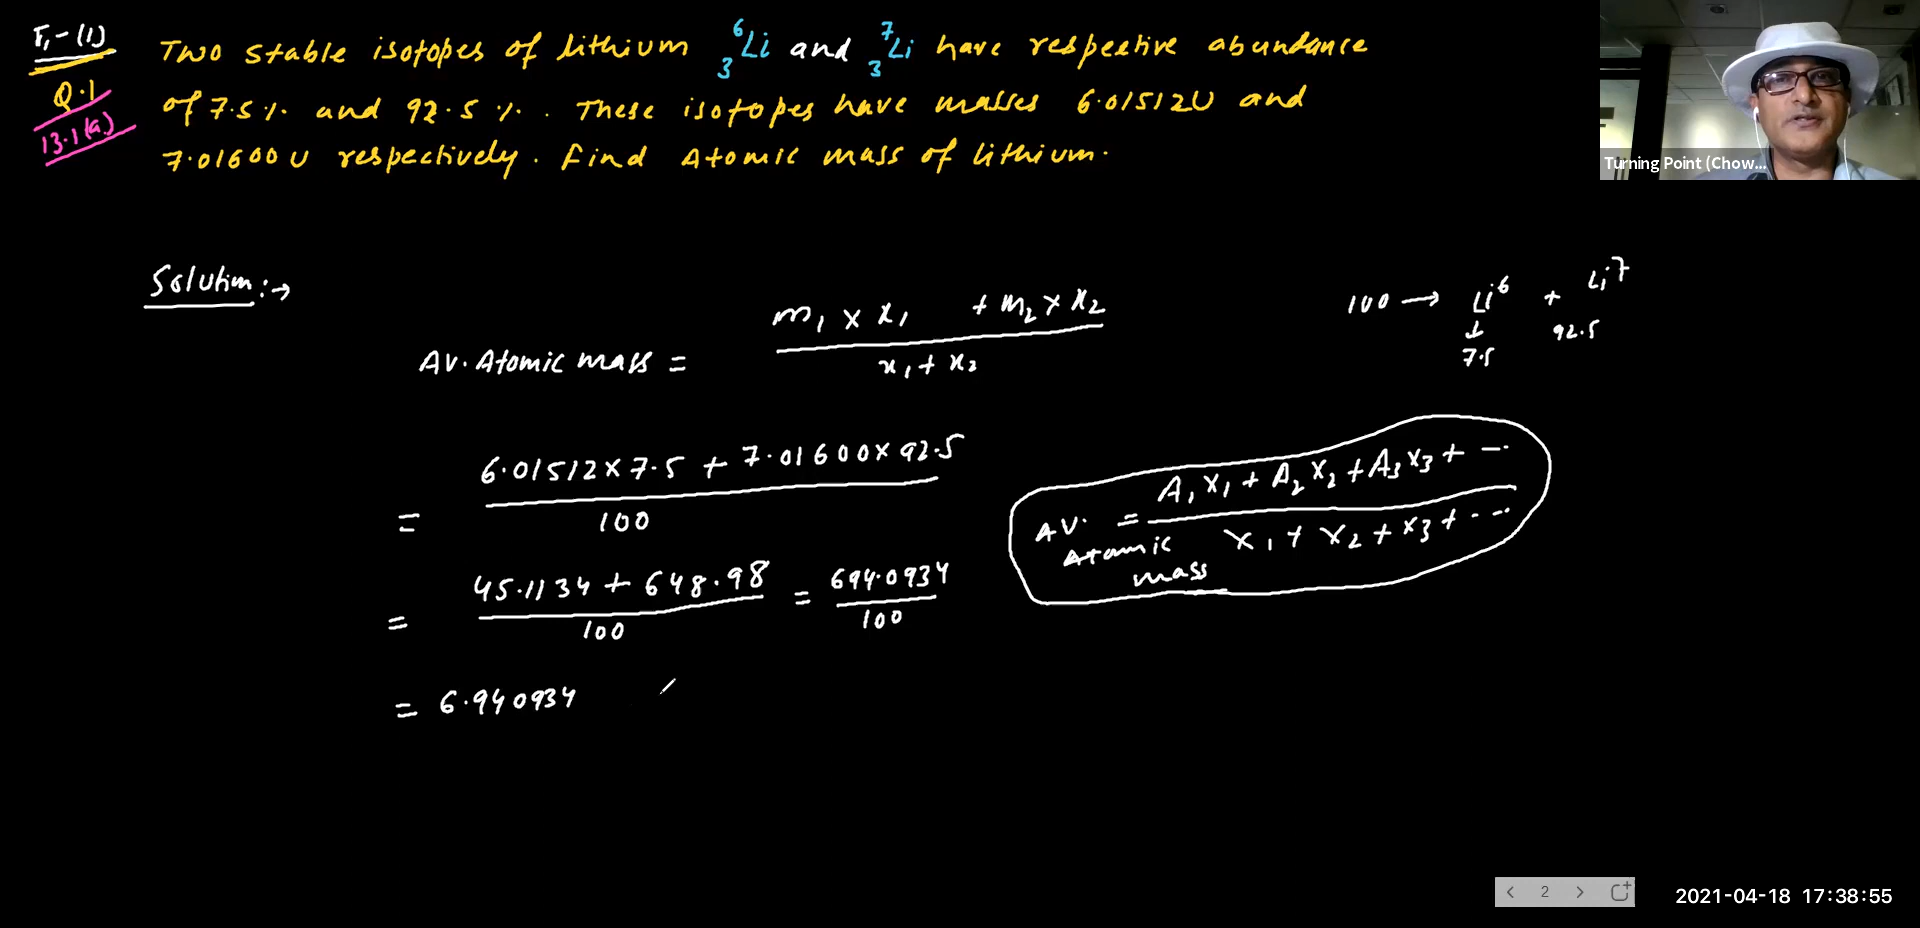 F1-(1)
Q.1
13.1(a)
Two stable isotopes of lithium ⁶₃Li and ⁷₃Li have respective abundance
of 7.5 %. and 92.5 %. . These isotopes have masses 6.01512U and
7.01600 U respectively. Find Atomic mass of lithium.
Turning Point (Chow...
Solution:→
Av. Atomic mass = (m₁ × x₁ + m₂ × x₂) / (x₁ + x₂)
100 → Li⁶ + Li⁷
↓
7.5 92.5
= (6.01512 × 7.5 + 7.01600 × 92.5) / 100
AV. Atomic mass = (A₁X₁ + A₂X₂ + A₃X₃ + ...) / (X₁ + X₂ + X₃ + ...)
= (45.1134 + 648.98) / 100 = 694.0934 / 100
= 6.940934
2
2021-04-18 17:38:55